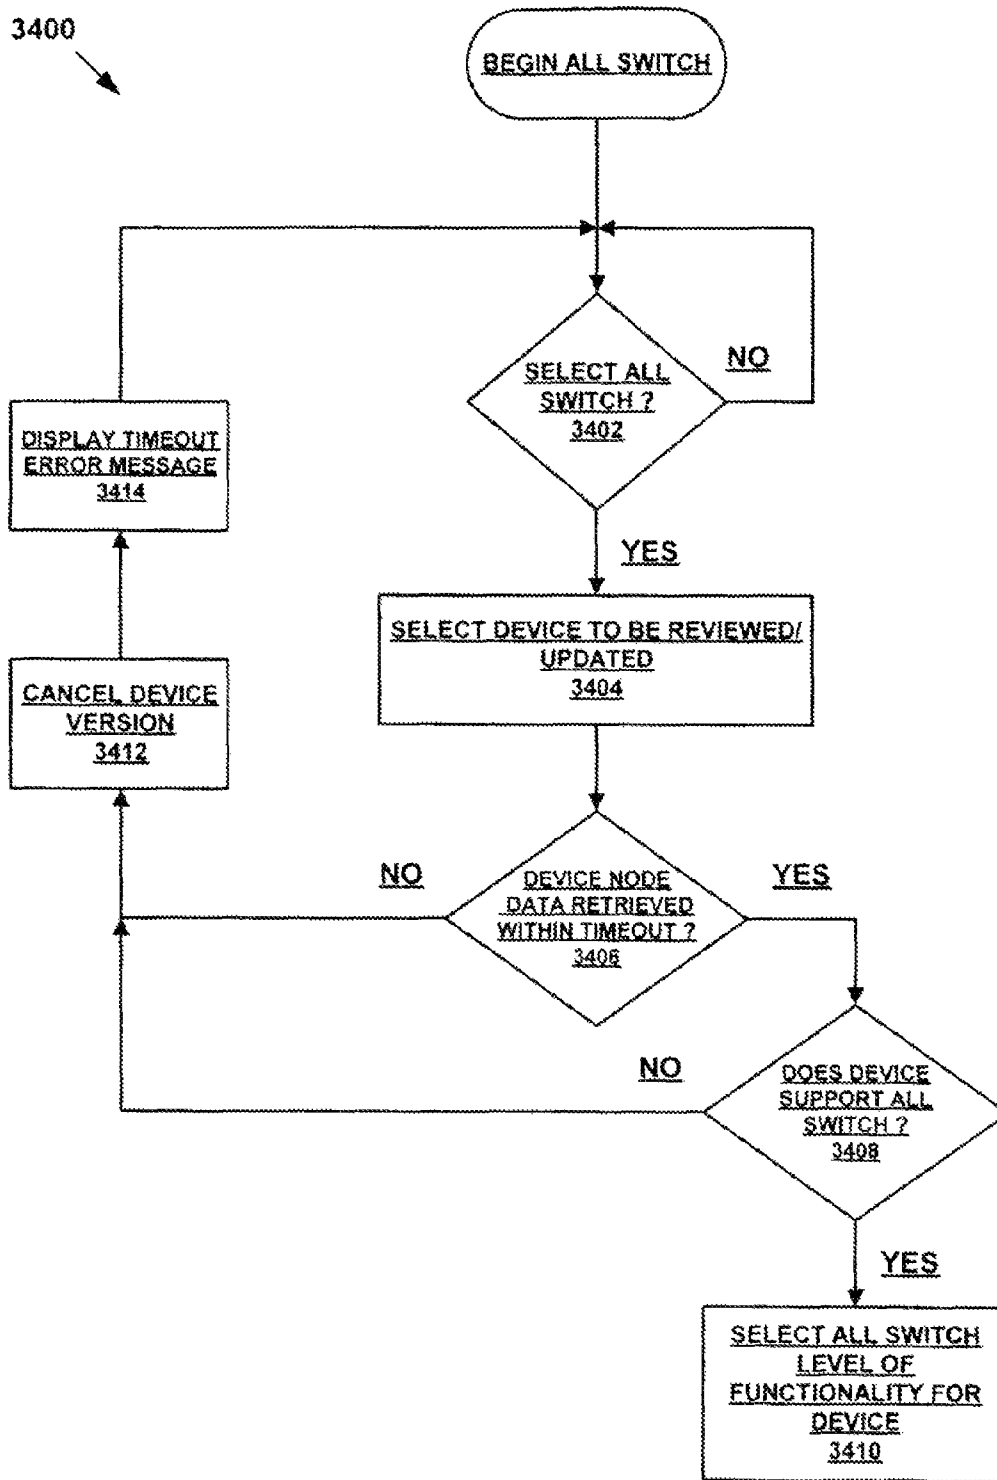 3400
BEGIN ALL SWITCH
SELECT ALL
SWITCH ?
3402
NO
YES
DISPLAY TIMEOUT
ERROR MESSAGE
3414
SELECT DEVICE TO BE REVIEWED/
UPDATED
3404
CANCEL DEVICE
VERSION
3412
NO
DEVICE NODE
DATA RETRIEVED
WITHIN TIMEOUT ?
3406
YES
NO
DOES DEVICE
SUPPORT ALL
SWITCH ?
3408
YES
SELECT ALL SWITCH
LEVEL OF
FUNCTIONALITY FOR
DEVICE
3410